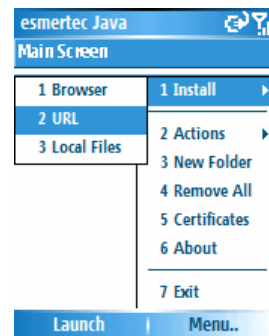 esmertec Java
Main Screen
1 Browser
2 URL
3 Local Files
1 Install
2 Actions
3 New Folder
4 Remove All
5 Certificates
6 About
7 Exit
Launch
Menu..